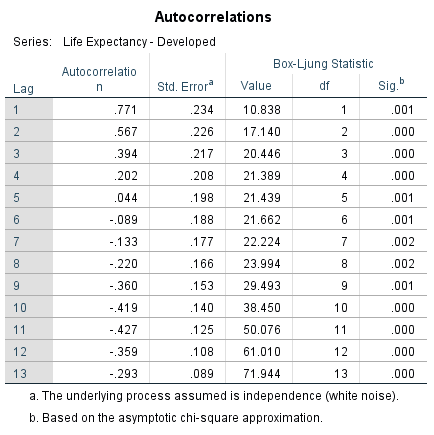 Autocorrelations
Series: Life Expectancy - Developed
Box-Ljung Statistic
Lag Autocorrelatio
n Std. Errorᵃ Value df Sig.ᵇ
1 .771 .234 10.838 1 .001
2 .567 .226 17.140 2 .000
3 .394 .217 20.446 3 .000
4 .202 .208 21.389 4 .000
5 .044 .198 21.439 5 .001
6 -.089 .188 21.662 6 .001
7 -.133 .177 22.224 7 .002
8 -.220 .166 23.994 8 .002
9 -.360 .153 29.493 9 .001
10 -.419 .140 38.450 10 .000
11 -.427 .125 50.076 11 .000
12 -.359 .108 61.010 12 .000
13 -.293 .089 71.944 13 .000
a. The underlying process assumed is independence (white noise).
b. Based on the asymptotic chi-square approximation.